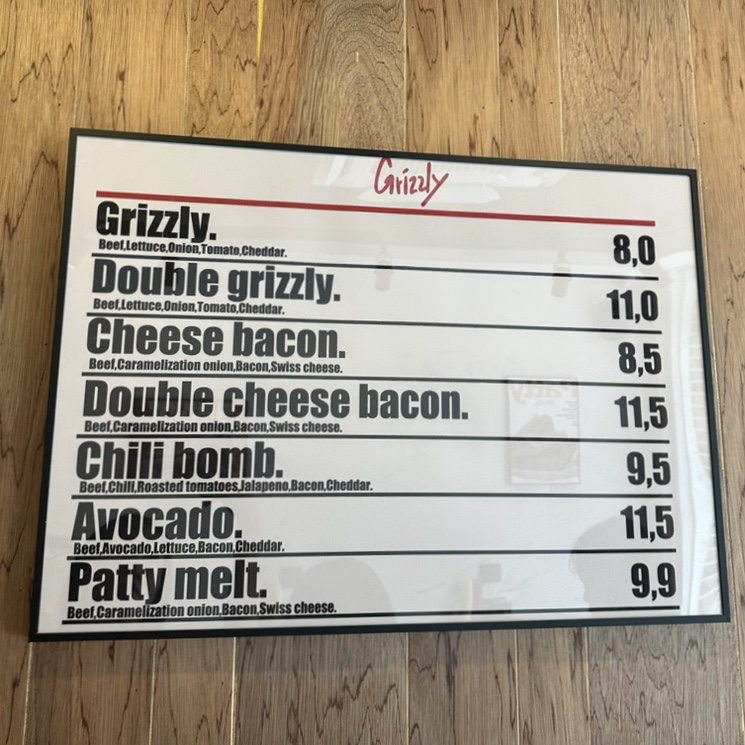 Grizzly
Grizzly.
Beef,Lettuce,Onion,Tomato,Cheddar.
8,0
Double grizzly.
Beef,Lettuce,Onion,Tomato,Cheddar.
11,0
Cheese bacon.
Beef,Caramelization onion,Bacon,Swiss cheese.
8,5
Double cheese bacon.
Beef,Caramelization onion,Bacon,Swiss cheese.
11,5
Chili bomb.
Beef,Chili,Roasted tomatoes,Jalapeno,Bacon,Cheddar.
9,5
Avocado.
Beef,Avocado,Lettuce,Bacon,Cheddar.
11,5
Patty melt.
Beef,Caramelization onion,Bacon,Swiss cheese.
9,9